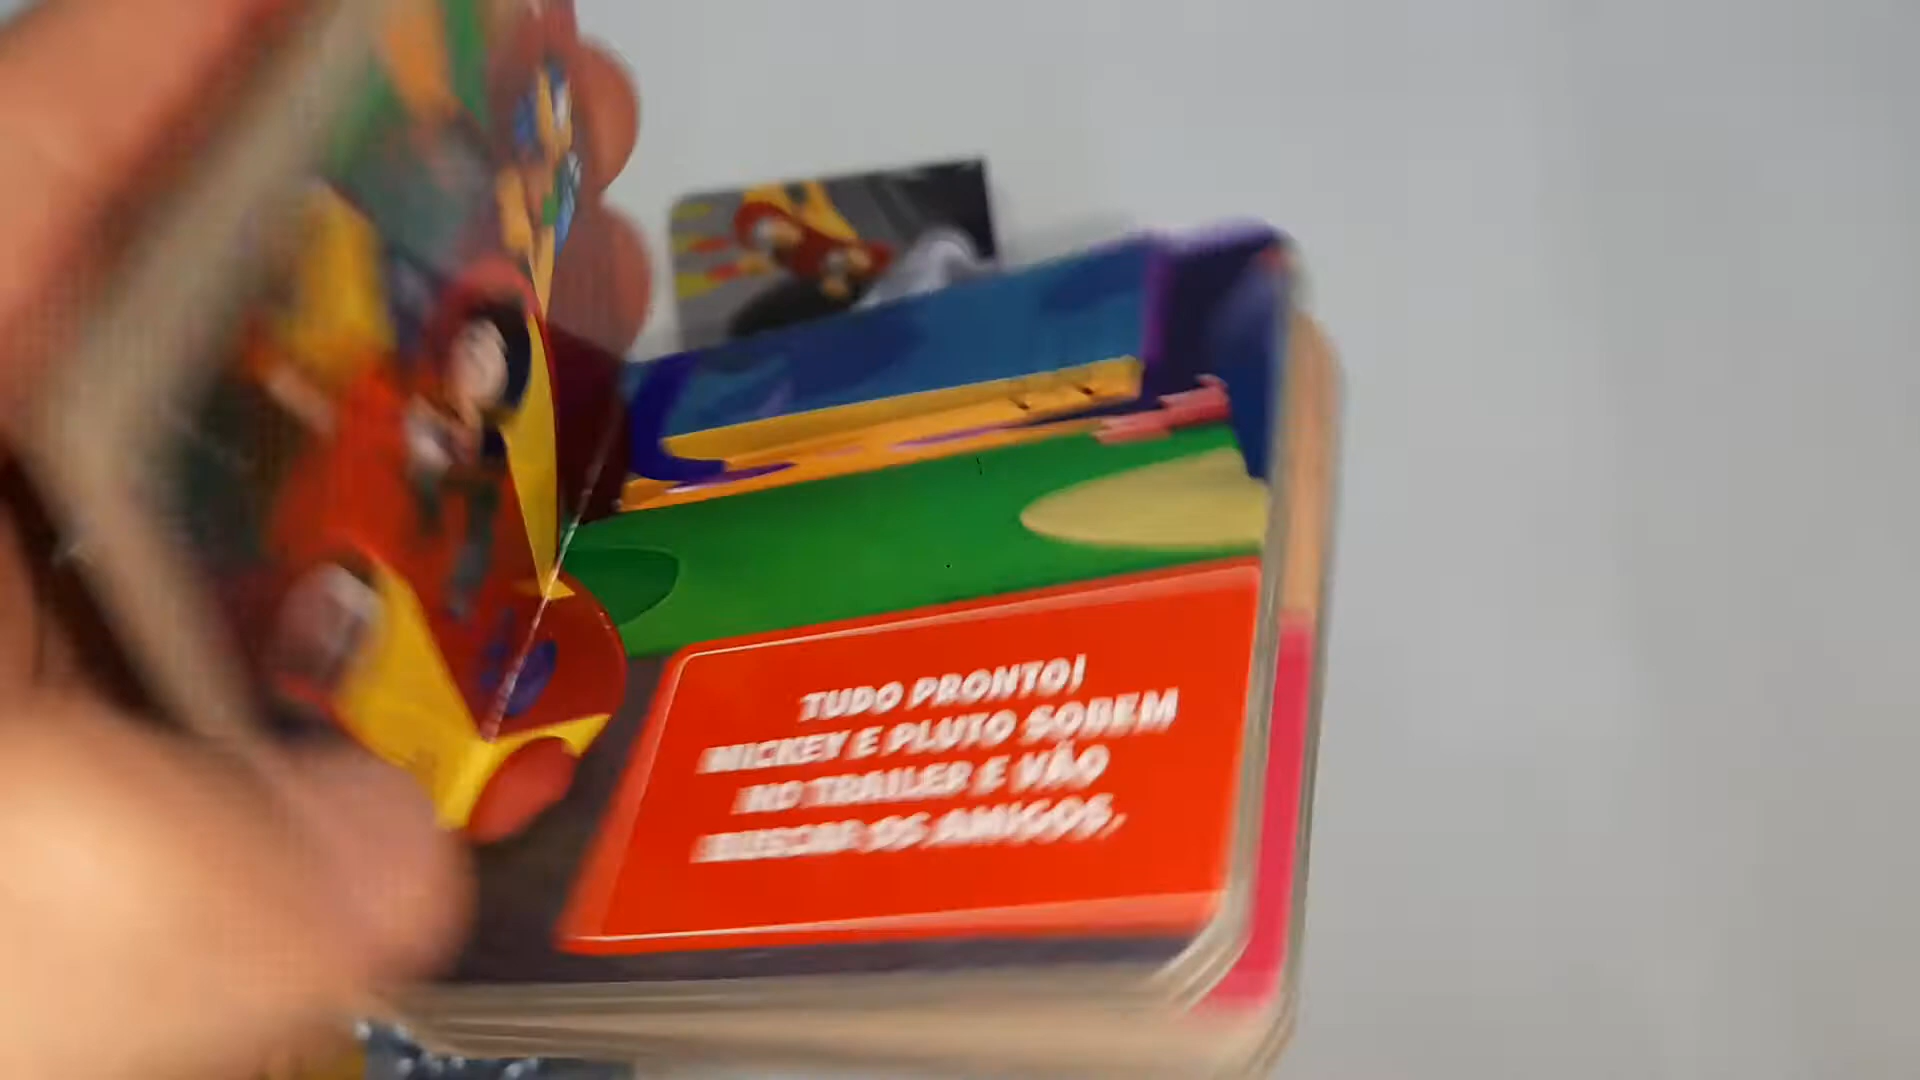 TUDO PRONTO!
MICKEY E PLUTO SOBEM
NO TRAILER E VÃO
BUSCAR OS AMIGOS.